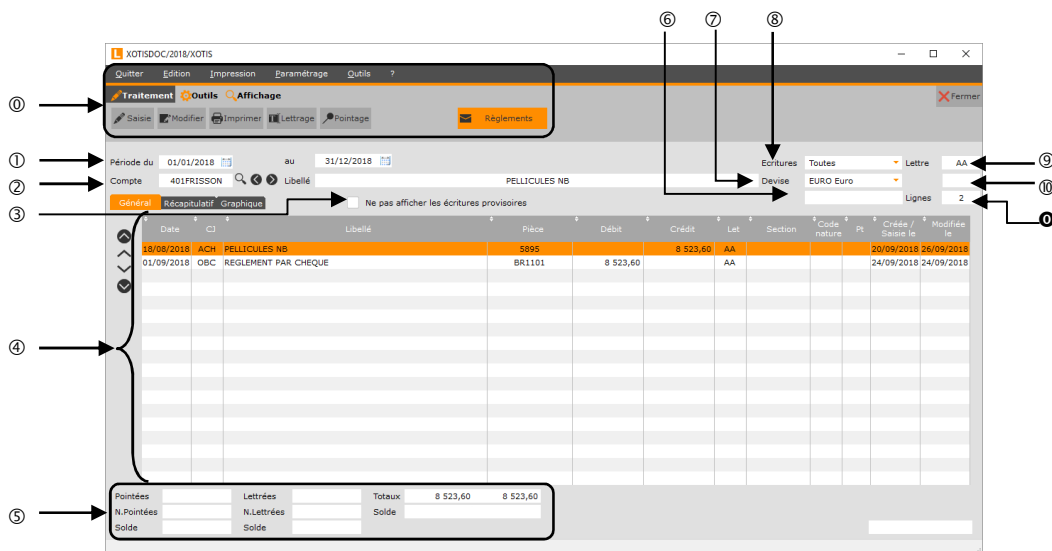 ⑥ ⑦ ⑧
L XOTISDOC/2018/XOTIS
Quitter Edition Impression Paramétrage Outils ?
⓪ Traitement Outils Affichage Fermer
Saisie Modifier Imprimer Lettrage Pointage Règlements
① Période du 01/01/2018 au 31/12/2018 Ecritures Toutes Lettre AA ⑨
② Compte 401FRISSON Libellé PELLICULES NB Devise EURO Euro ⑩
③ Général Récapitulatif Graphique Ne pas afficher les écritures provisoires Lignes 2 ⓿
Date CJ Libellé Pièce Débit Crédit Let Section Code nature Pt Créée / Saisie le Modifiée le
18/08/2018 ACH PELLICULES NB 5895 8 523,60 AA 20/09/2018 26/09/2018
01/09/2018 OBC REGLEMENT PAR CHEQUE BR1101 8 523,60 AA 24/09/2018 24/09/2018
④
Pointées Lettrées Totaux 8 523,60 8 523,60
⑤ N.Pointées N.Lettrées Solde
Solde Solde